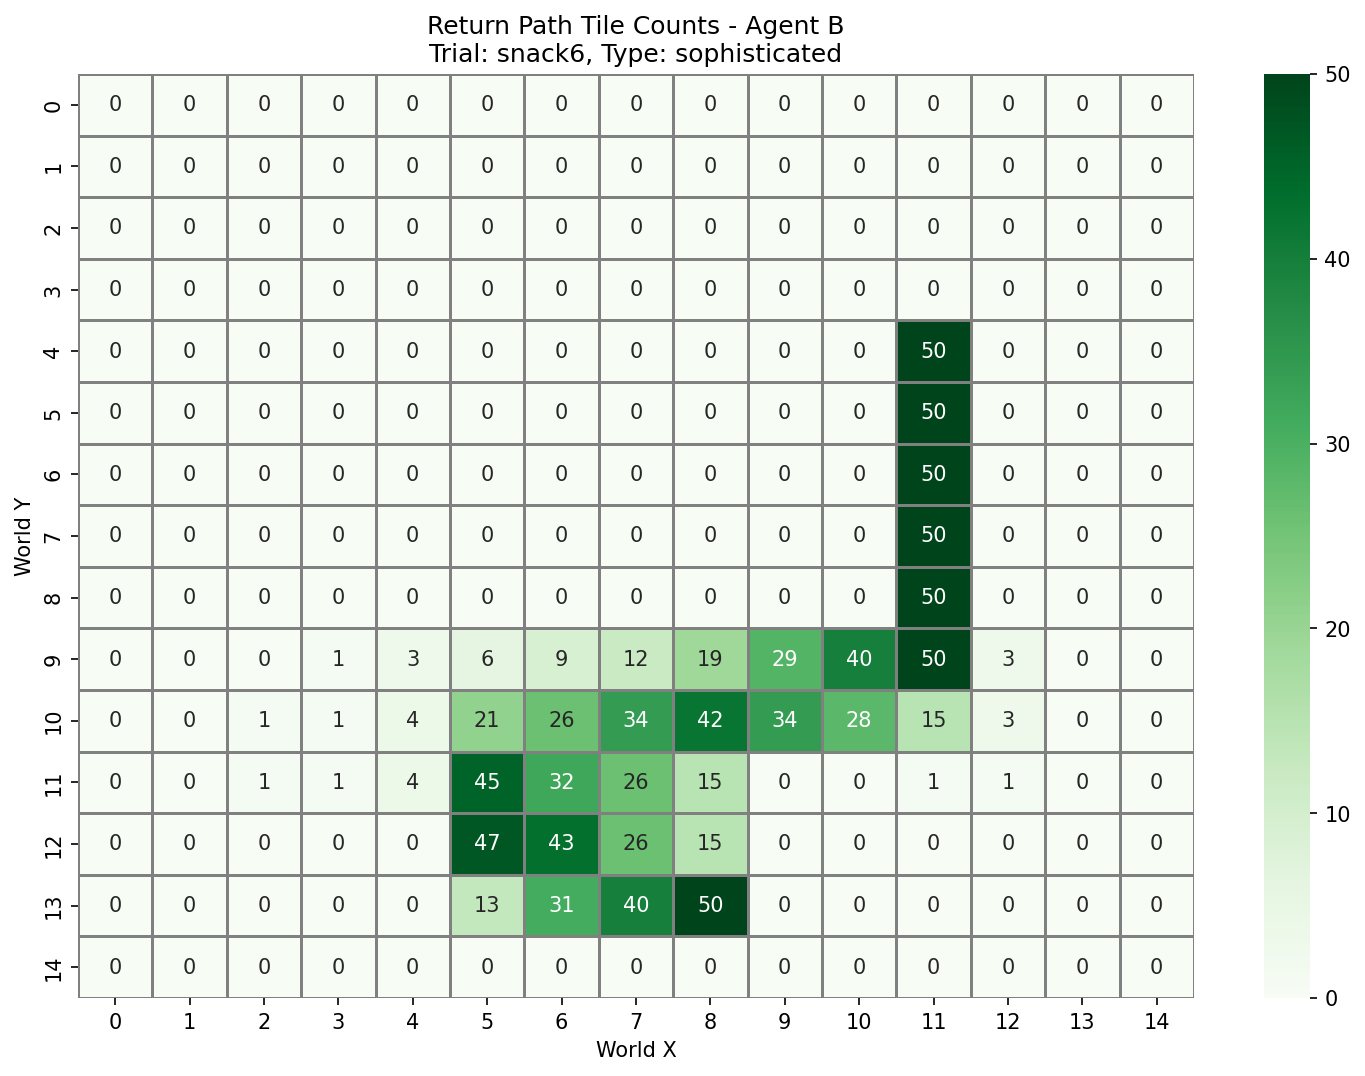 Return Path Tile Counts - Agent B
Trial: snack6, Type: sophisticated
0 0 0 0 0 0 0 0 0 0 0 0 0 0 0 0
1 0 0 0 0 0 0 0 0 0 0 0 0 0 0 0
2 0 0 0 0 0 0 0 0 0 0 0 0 0 0 0
3 0 0 0 0 0 0 0 0 0 0 0 0 0 0 0
4 0 0 0 0 0 0 0 0 0 0 0 50 0 0 0
5 0 0 0 0 0 0 0 0 0 0 0 50 0 0 0
6 0 0 0 0 0 0 0 0 0 0 0 50 0 0 0
7 0 0 0 0 0 0 0 0 0 0 0 50 0 0 0
8 0 0 0 0 0 0 0 0 0 0 0 50 0 0 0
9 0 0 0 1 3 6 9 12 19 29 40 50 3 0 0
10 0 0 1 1 4 21 26 34 42 34 28 15 3 0 0
11 0 0 1 1 4 45 32 26 15 0 0 1 1 0 0
12 0 0 0 0 0 47 43 26 15 0 0 0 0 0 0
13 0 0 0 0 0 13 31 40 50 0 0 0 0 0 0
14 0 0 0 0 0 0 0 0 0 0 0 0 0 0 0
0 1 2 3 4 5 6 7 8 9 10 11 12 13 14
World X
World Y
50
40
30
20
10
0